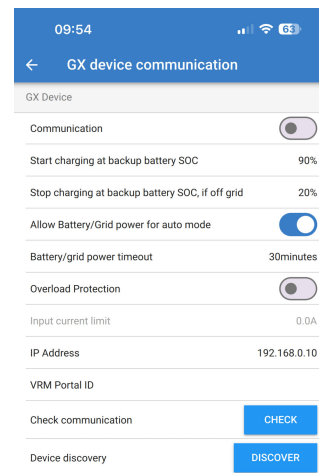 09:54
63
GX device communication
GX Device
Communication
Start charging at backup battery SOC 90%
Stop charging at backup battery SOC, if off grid 20%
Allow Battery/Grid power for auto mode
Battery/grid power timeout 30minutes
Overload Protection
Input current limit 0.0A
IP Address 192.168.0.10
VRM Portal ID
Check communication CHECK
Device discovery DISCOVER